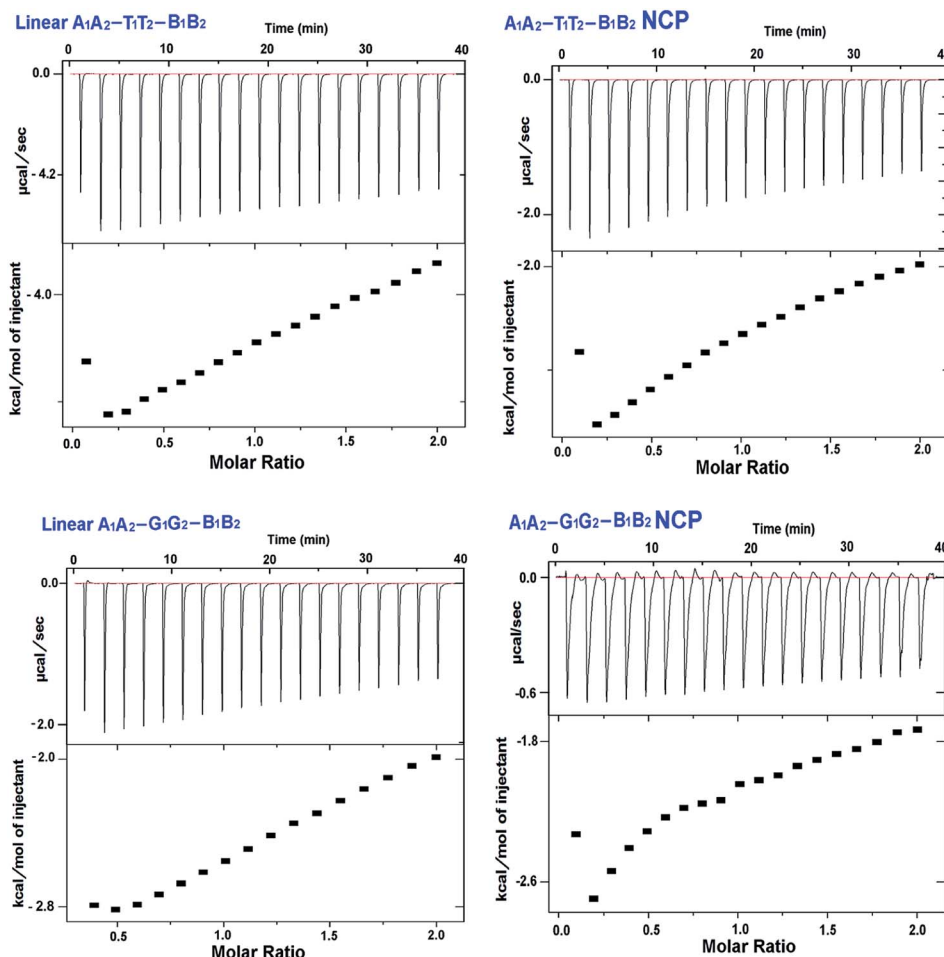 Linear A₁A₂–T₁T₂–B₁B₂
Time (min)
0 10 20 30 40
0.0
-4.2
μcal/sec
-4.0
kcal/mol of injectant
0.0 0.5 1.0 1.5 2.0
Molar Ratio
A₁A₂–T₁T₂–B₁B₂ NCP
Time (min)
0 10 20 30 40
0.0
-2.0
μcal/sec
-2.0
kcal/mol of injectant
0.0 0.5 1.0 1.5 2.0
Molar Ratio
Linear A₁A₂–G₁G₂–B₁B₂
Time (min)
0 10 20 30 40
0.0
-2.0
μcal/sec
-2.0
-2.8
kcal/mol of injectant
0.5 1.0 1.5 2.0
Molar Ratio
A₁A₂–G₁G₂–B₁B₂ NCP
Time (min)
0 10 20 30 40
0.0
-0.6
μcal/sec
-1.8
-2.6
kcal/mol of injectant
0.0 0.5 1.0 1.5 2.0
Molar Ratio